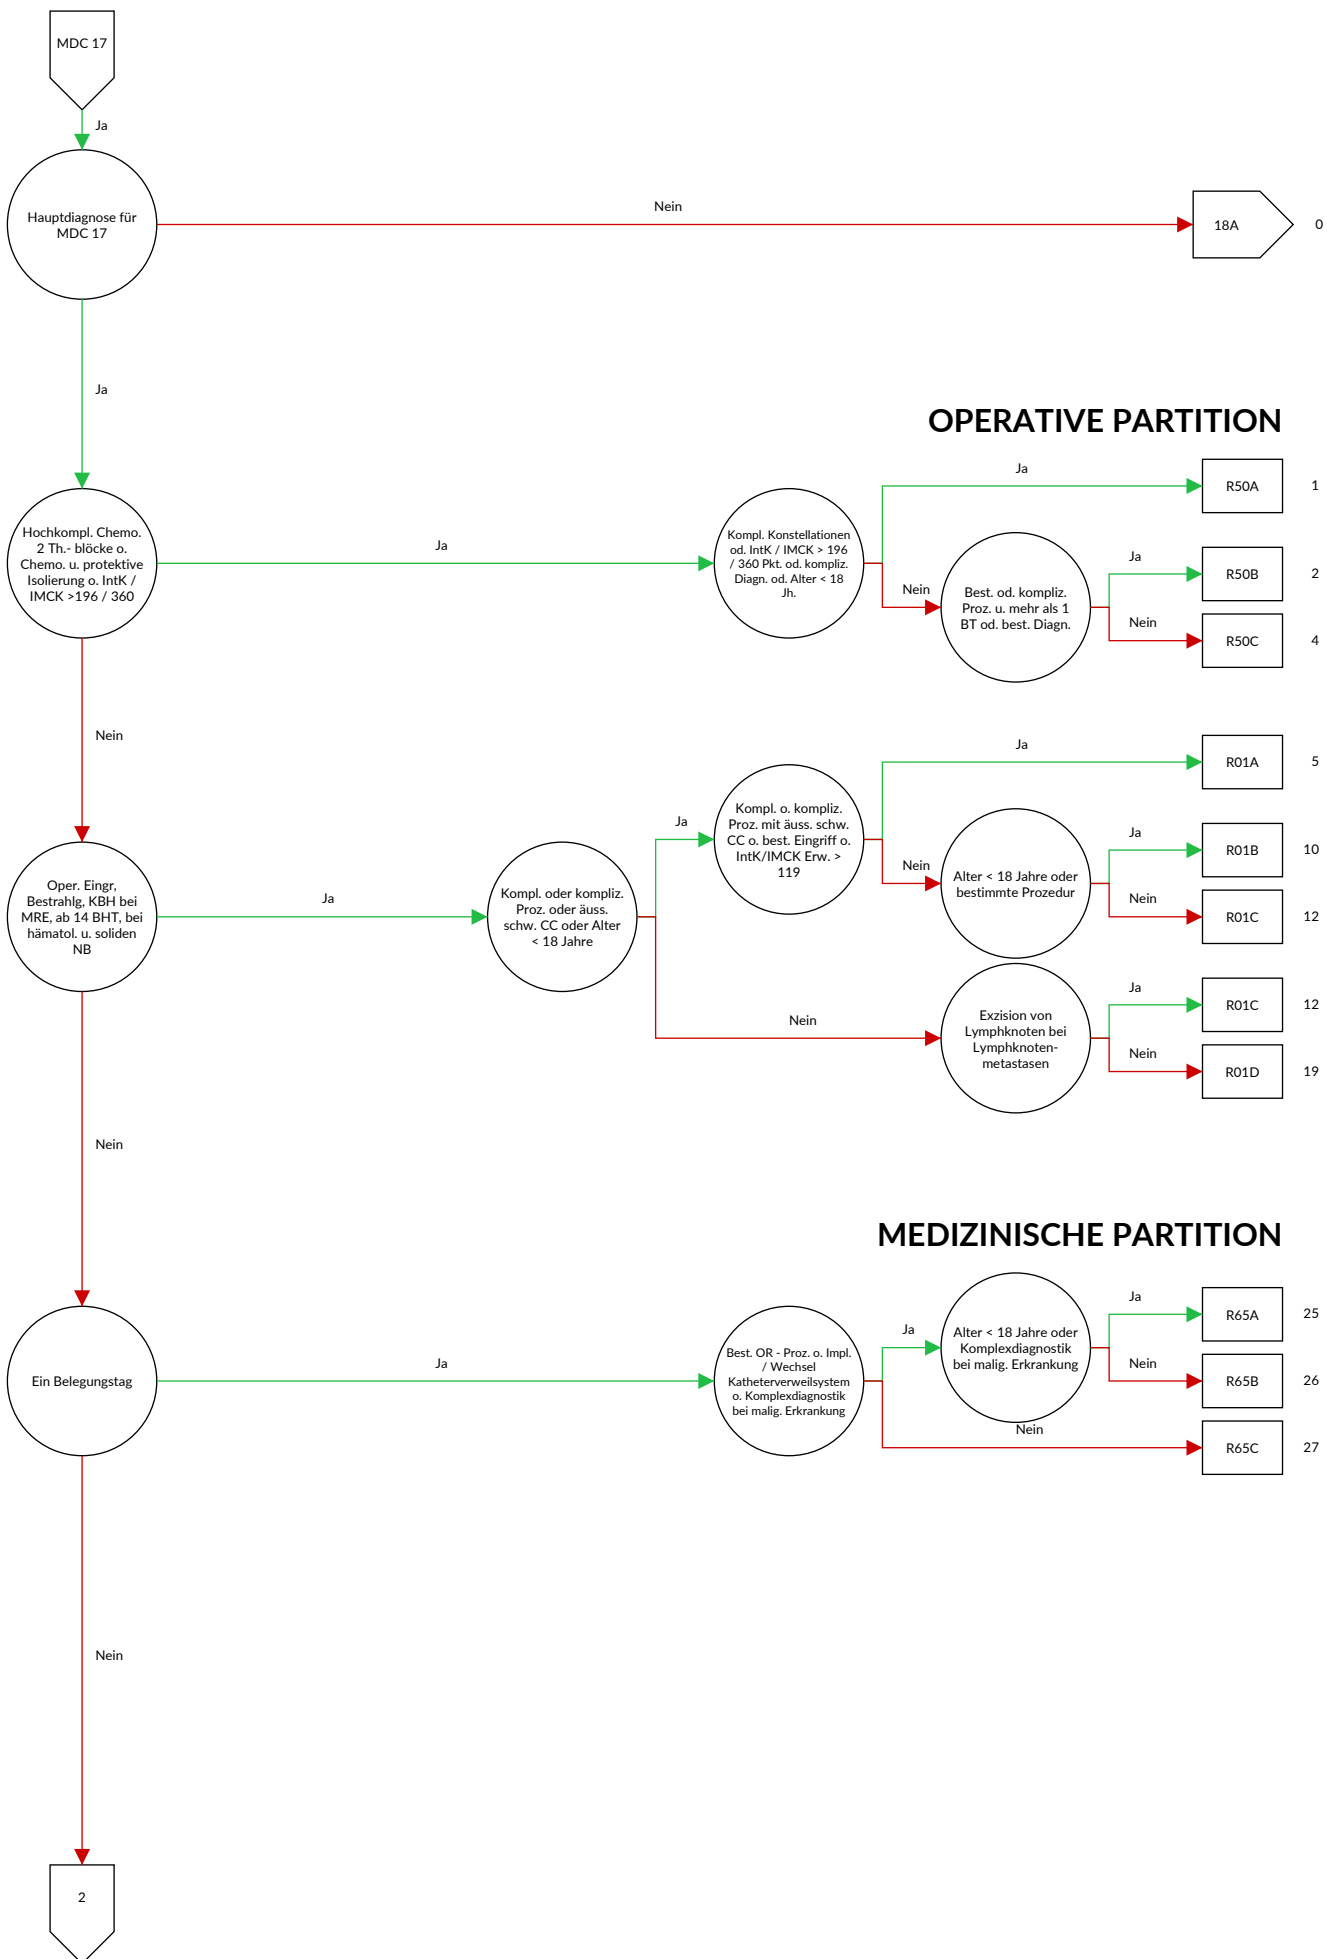 MDC 17
Ja
Hauptdiagnose für
MDC 17
Nein
18A
0
Ja
OPERATIVE PARTITION
Hochkompl. Chemo.
2 Th.- blöcke o.
Chemo. u. protektive
Isolierung o. IntK /
IMCK >196 / 360
Ja
Kompl. Konstellationen
od. IntK / IMCK > 196
/ 360 Pkt. od. kompliz.
Diagn. od. Alter < 18
Jh.
Ja
R50A
1
Nein
Best. od. kompliz.
Proz. u. mehr als 1
BT od. best. Diagn.
Ja
R50B
2
Nein
R50C
4
Nein
Oper. Eingr,
Bestrahlg, KBH bei
MRE, ab 14 BHT, bei
hämatol. u. soliden
NB
Ja
Kompl. oder kompliz.
Proz. oder äuss.
schw. CC oder Alter
< 18 Jahre
Ja
Kompl. o. kompliz.
Proz. mit äuss. schw.
CC o. best. Eingriff o.
IntK/IMCK Erw. >
119
Ja
R01A
5
Nein
Alter < 18 Jahre oder
bestimmte Prozedur
Ja
R01B
10
Nein
R01C
12
Nein
Exzision von
Lymphknoten bei
Lymphknoten-
metastasen
Ja
R01C
12
Nein
R01D
19
Nein
MEDIZINISCHE PARTITION
Ein Belegungstag
Ja
Best. OR - Proz. o. Impl.
/ Wechsel
Katheterverweilsystem
o. Komplexdiagnostik
bei malig. Erkrankung
Ja
Alter < 18 Jahre oder
Komplexdiagnostik
bei malig. Erkrankung
Ja
R65A
25
Nein
R65B
26
Nein
R65C
27
Nein
2